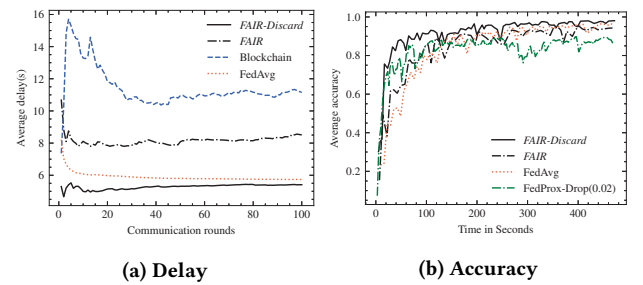 16
14
12
10
8
6
Average delay(s)
FAIR-Discard
FAIR
Blockchain
FedAvg
0 20 40 60 80 100
Communication rounds
(a) Delay
1.0
0.8
0.6
0.4
0.2
Average accuracy
FAIR-Discard
FAIR
FedAvg
FedProx-Drop(0.02)
0 100 200 300 400
Time in Seconds
(b) Accuracy